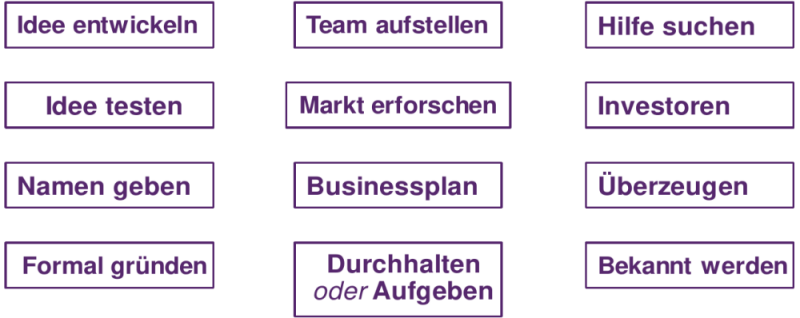 Idee entwickeln
Team aufstellen
Hilfe suchen
Idee testen
Markt erforschen
Investoren
Namen geben
Businessplan
Überzeugen
Formal gründen
Durchhalten
oder Aufgeben
Bekannt werden